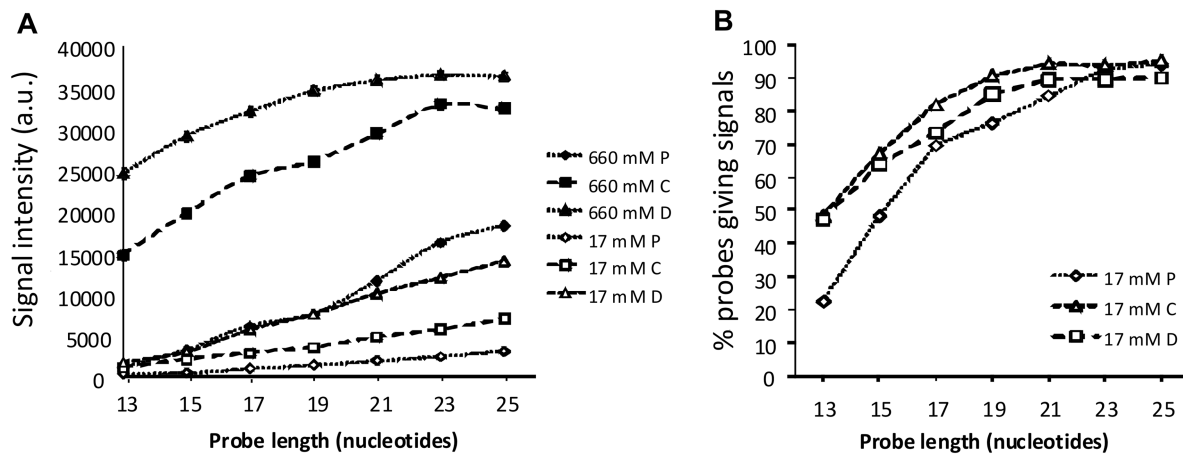 A
Signal intensity (a.u.)
40000
35000
30000
25000
20000
15000
10000
5000
0
13 15 17 19 21 23 25
Probe length (nucleotides)
660 mM P
660 mM C
660 mM D
17 mM P
17 mM C
17 mM D
B
% probes giving signals
100
90
80
70
60
50
40
30
20
10
0
13 15 17 19 21 23 25
Probe length (nucleotides)
17 mM P
17 mM C
17 mM D